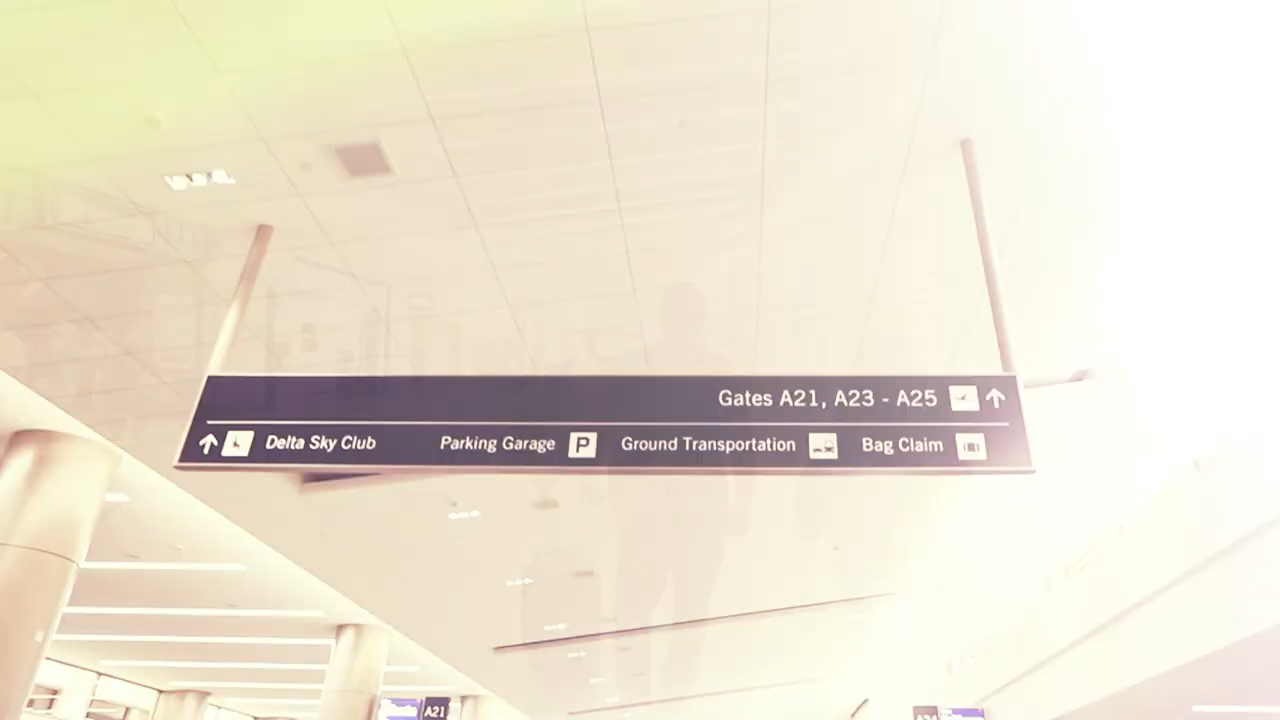 Gates A21, A23 - A25
Delta Sky Club Parking Garage P Ground Transportation Bag Claim
A21